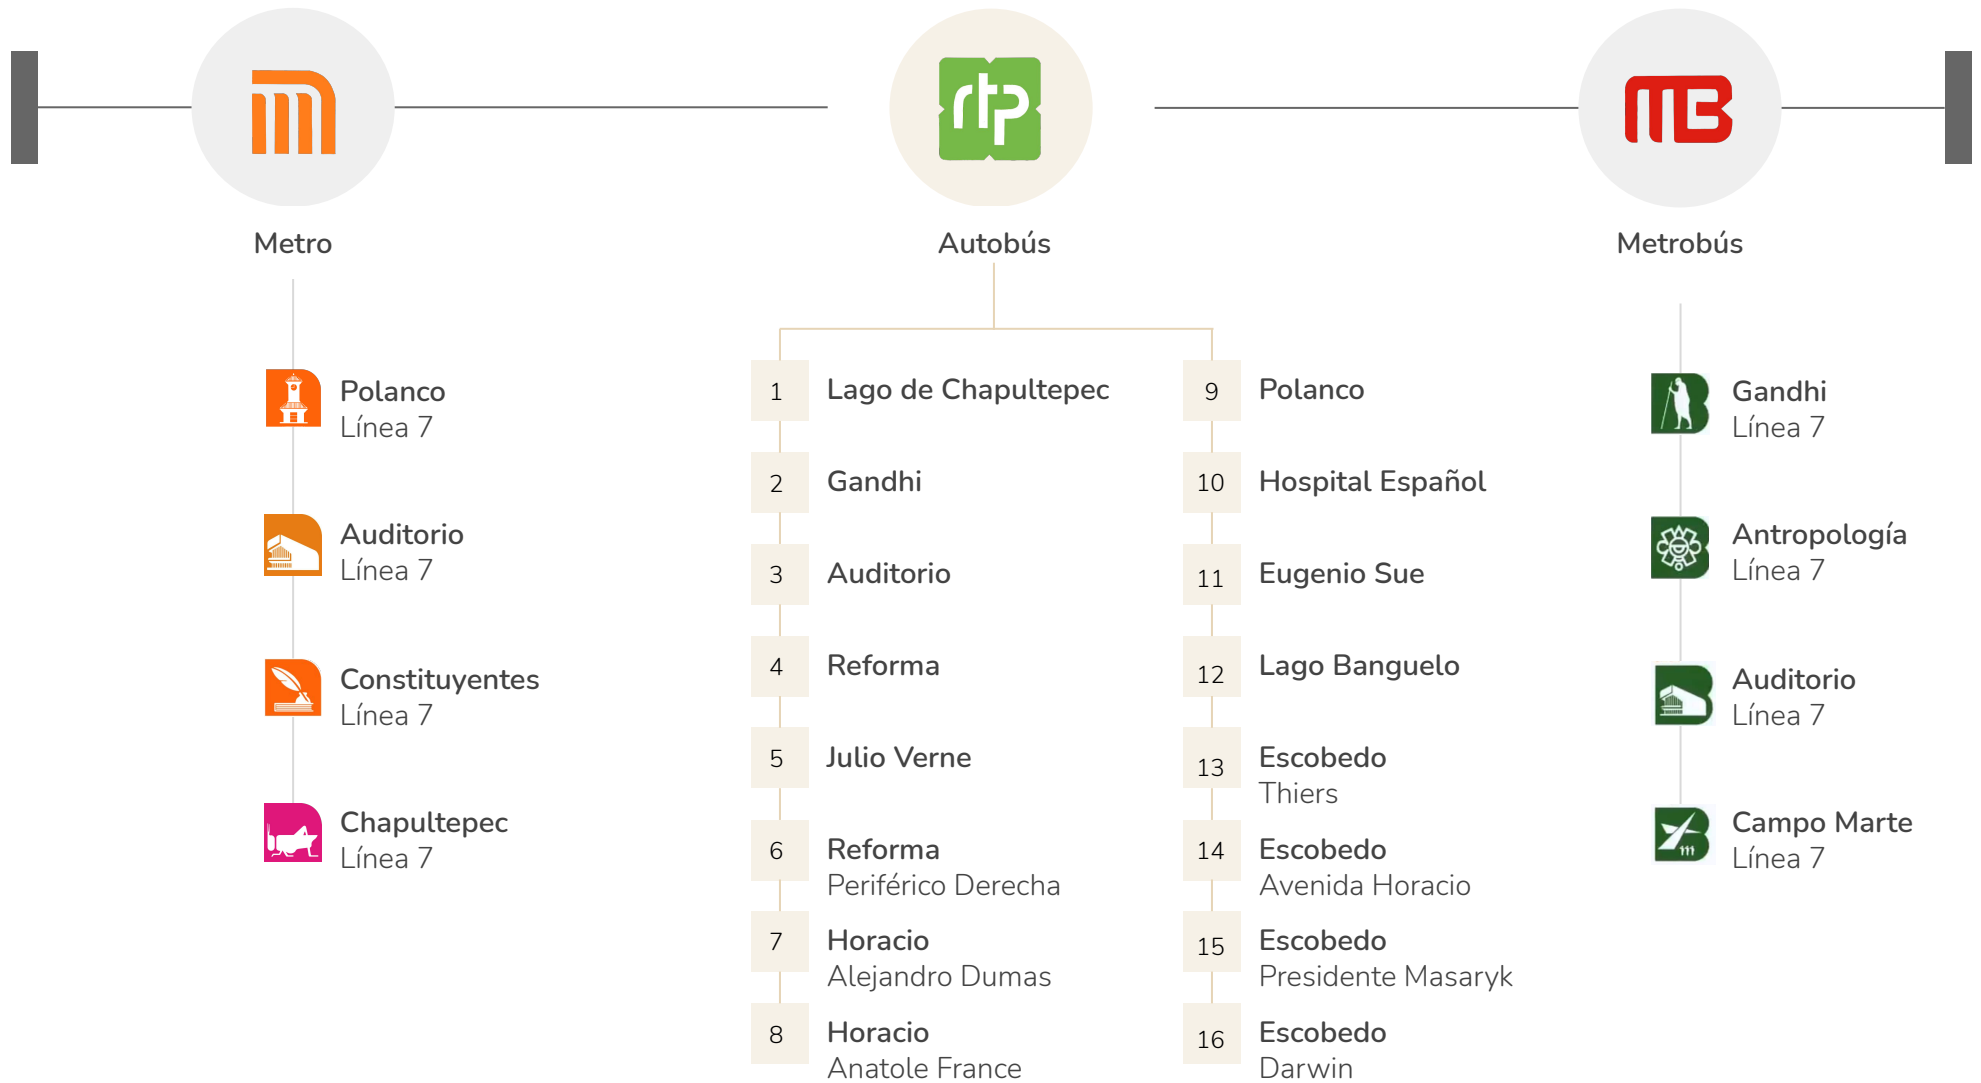 rtp
MB
Metro
Autobús
Metrobús
Polanco
Línea 7
Auditorio
Línea 7
Constituyentes
Línea 7
Chapultepec
Línea 7
1
Lago de Chapultepec
2
Gandhi
3
Auditorio
4
Reforma
5
Julio Verne
6
Reforma
Periférico Derecha
7
Horacio
Alejandro Dumas
8
Horacio
Anatole France
9
Polanco
10
Hospital Español
11
Eugenio Sue
12
Lago Banguelo
13
Escobedo
Thiers
14
Escobedo
Avenida Horacio
15
Escobedo
Presidente Masaryk
16
Escobedo
Darwin
Gandhi
Línea 7
Antropología
Línea 7
Auditorio
Línea 7
Campo Marte
Línea 7